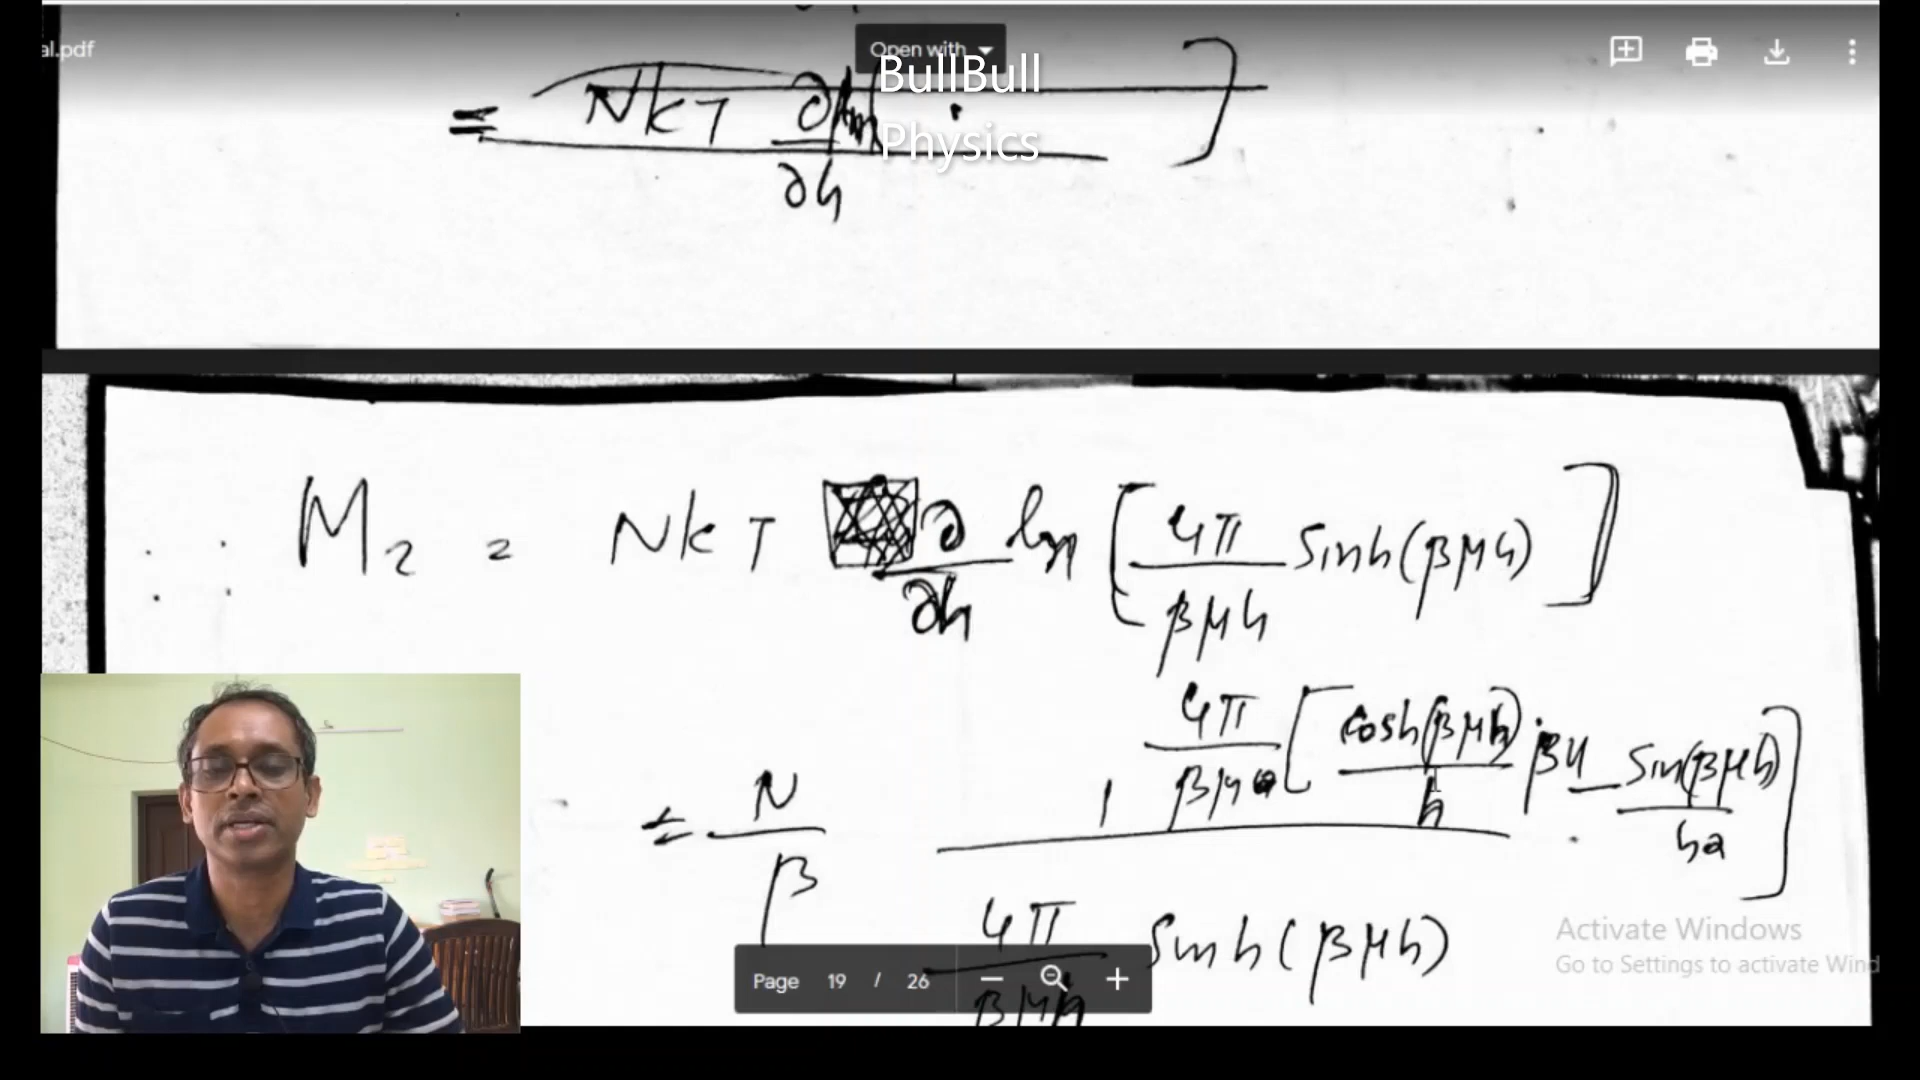 al.pdf
Open with
BullBull
Physics
= NkT ∂
∂h ]
∴ M₂ = NkT ∂/∂h ln [ 4π/βμh Sinh(βμh) ]
= N/β 1 4π/βμ [ cosh(βμh)/h βμ − Sin(βμh)/h2 ]
4π/βμh Sinh(βμh)
Page 19 / 26
Activate Windows
Go to Settings to activate Wind